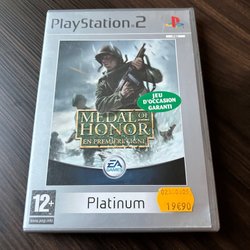 PlayStation®2
JEU
D'OCCASION
GARANTI
MEDAL OF
HONOR
EN PREMIÈRE LIGNE
EA
GAMES
12+
Platinum
19€90